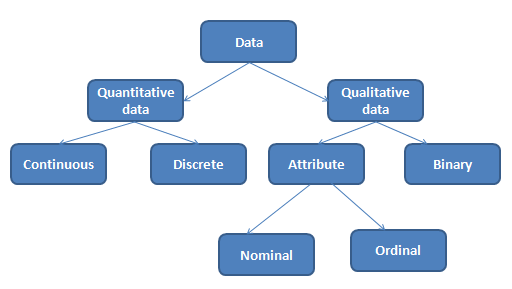 Data
Quantitative
data
Qualitative
data
Continuous
Discrete
Attribute
Binary
Nominal
Ordinal